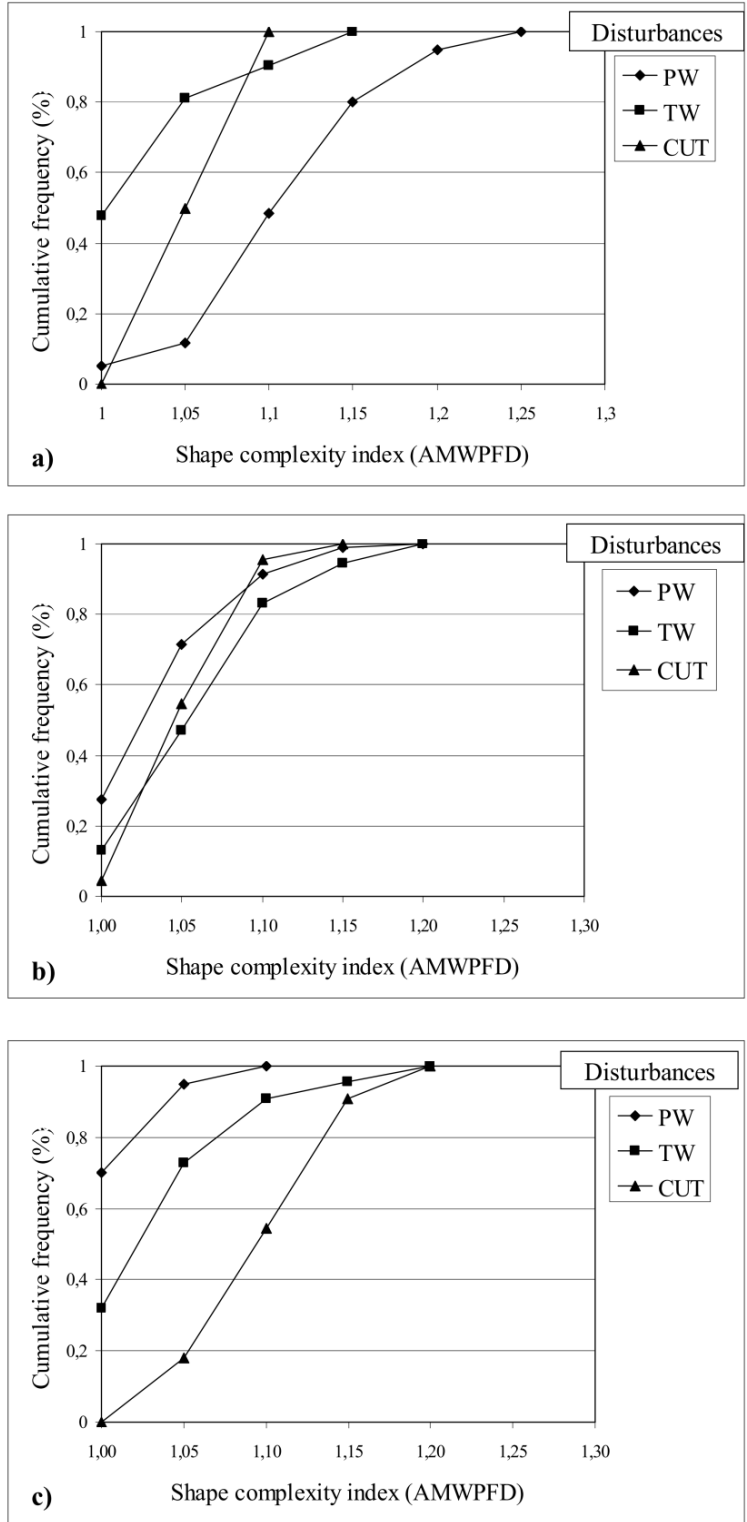 Disturbances
PW
TW
CUT
Cumulative frequency (%)
1
0,8
0,6
0,4
0,2
0
1 1,05 1,1 1,15 1,2 1,25 1,3
Shape complexity index (AMWPFD)
a)
Disturbances
PW
TW
CUT
Cumulative frequency (%)
1
0,8
0,6
0,4
0,2
0
1,00 1,05 1,10 1,15 1,20 1,25 1,30
Shape complexity index (AMWPFD)
b)
Disturbances
PW
TW
CUT
Cumulative frequency (%)
1
0,8
0,6
0,4
0,2
0
1,00 1,05 1,10 1,15 1,20 1,25 1,30
Shape complexity index (AMWPFD)
c)